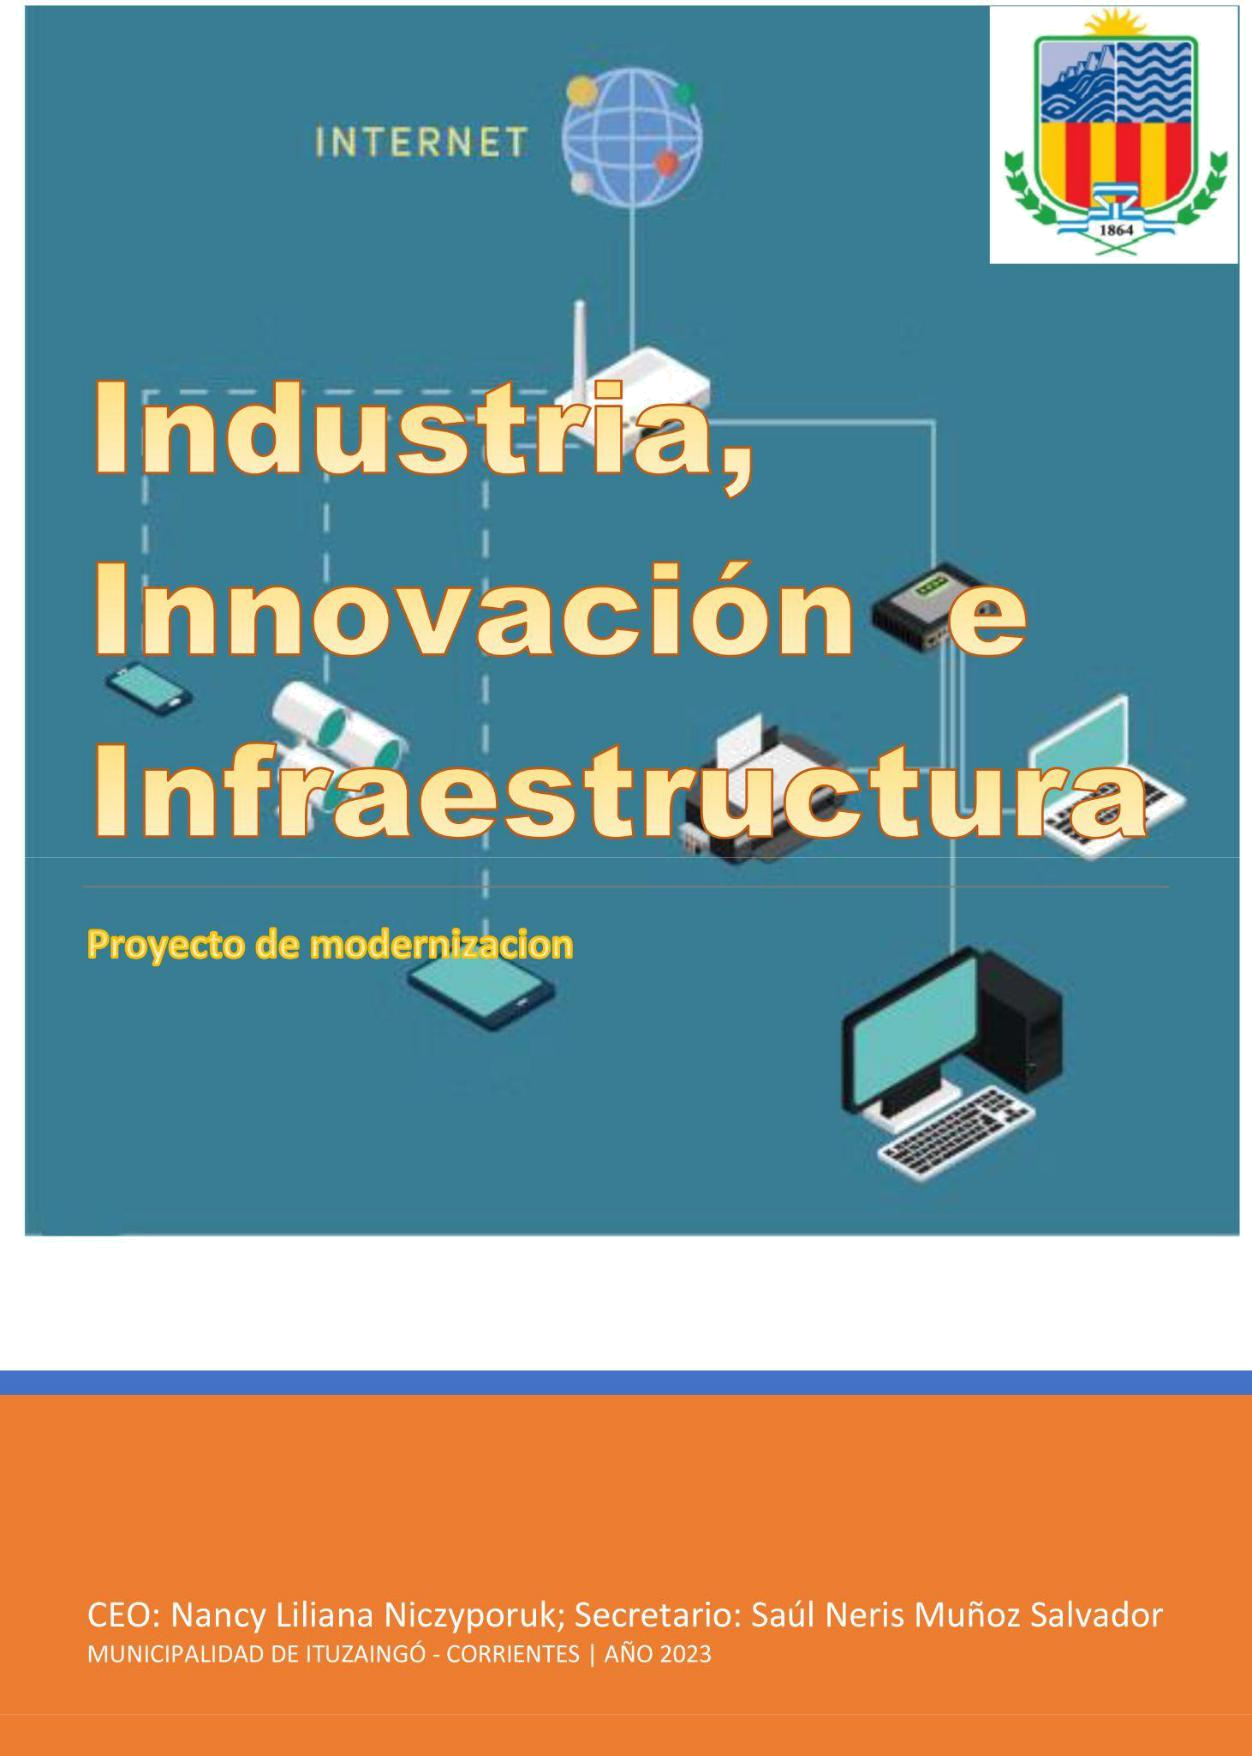 INTERNET
1864
Industria,
Innovación e
Infraestructura
Proyecto de modernizacion
CEO: Nancy Liliana Niczyporuk; Secretario: Saúl Neris Muñoz Salvador
MUNICIPALIDAD DE ITUZAINGÓ - CORRIENTES | AÑO 2023